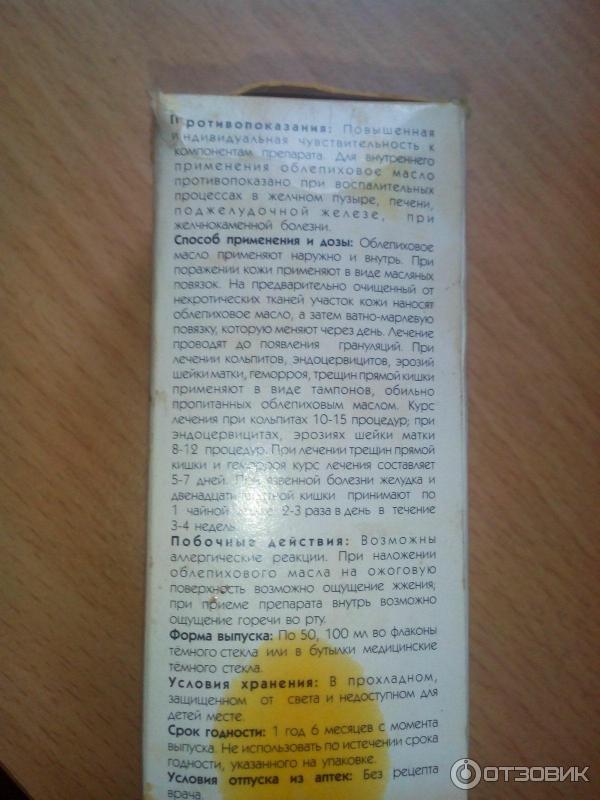 Противопоказания: Повышенная
индивидуальная чувствительность к
компонентам препарата. Для внутреннего
применения облепиховое масло
противопоказано при воспалительных
процессах в желчном пузыре, печени,
поджелудочной железе, при
желчнокаменной болезни.
Способ применения и дозы: Облепиховое
масло применяют наружно и внутрь. При
поражении кожи применяют в виде масляных
повязок. На предварительно очищенный от
некротических тканей участок кожи наносят
облепиховое масло, а затем ватно-марлевую
повязку, которую меняют через день. Лечение
проводят до появления грануляций. При
лечении кольпитов, эндоцервицитов, эрозий
шейки матки, геморроя, трещин прямой кишки
применяют в виде тампонов, обильно
пропитанных облепиховым маслом. Курс
лечения при кольпитах 10-15 процедур; при
эндоцервицитах, эрозиях шейки матки
8-12 процедур. При лечении трещин прямой
кишки и геморроя курс лечения составляет
5-7 дней. При язвенной болезни желудка и
двенадцатиперстной кишки принимают по
1 чайной ложке 2-3 раза в день в течение
3-4 недель.
Побочные действия: Возможны
аллергические реакции. При наложении
облепихового масла на ожоговую
поверхность возможно ощущение жжения;
при приеме препарата внутрь возможно
ощущение горечи во рту.
Форма выпуска: По 50, 100 мл во флаконы
тёмного стекла или в бутылки медицинские
тёмного стекла.
Условия хранения: В прохладном,
защищенном от света и недоступном для
детей месте.
Срок годности: 1 год 6 месяцев с момента
выпуска. Не использовать по истечении срока
годности, указанного на упаковке.
Условия отпуска из аптек: Без рецепта
врача.
ОТЗОВИК